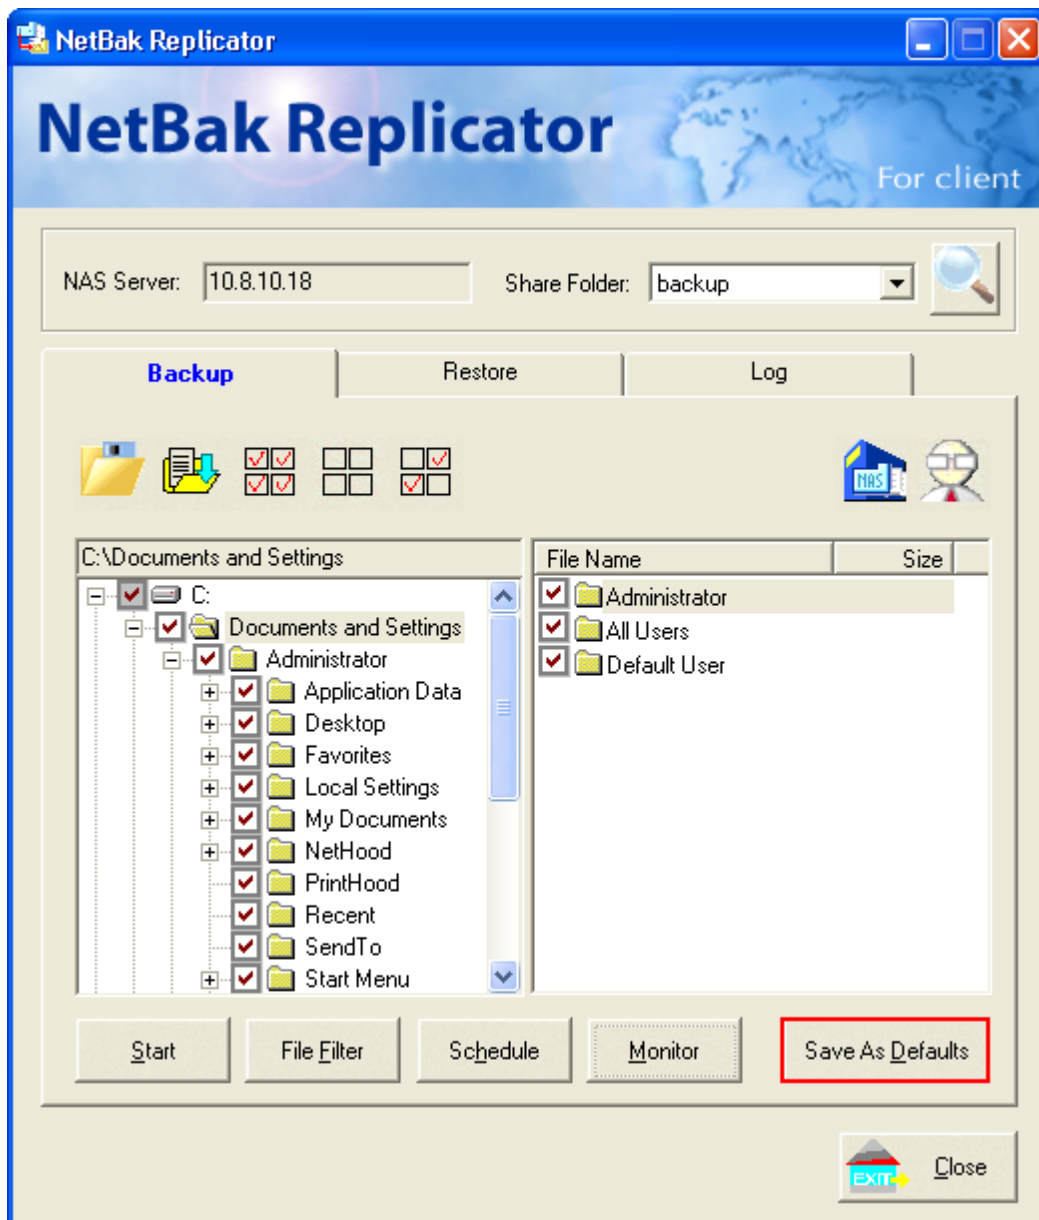 NetBak Replicator
NetBak Replicator
For client
NAS Server: 10.8.10.18 Share Folder: backup
Backup Restore Log
NAS
C:\Documents and Settings
C:
Documents and Settings
Administrator
Application Data
Desktop
Favorites
Local Settings
My Documents
NetHood
PrintHood
Recent
SendTo
Start Menu
File Name Size
Administrator
All Users
Default User
Start File Filter Schedule Monitor Save As Defaults
EXIT Close